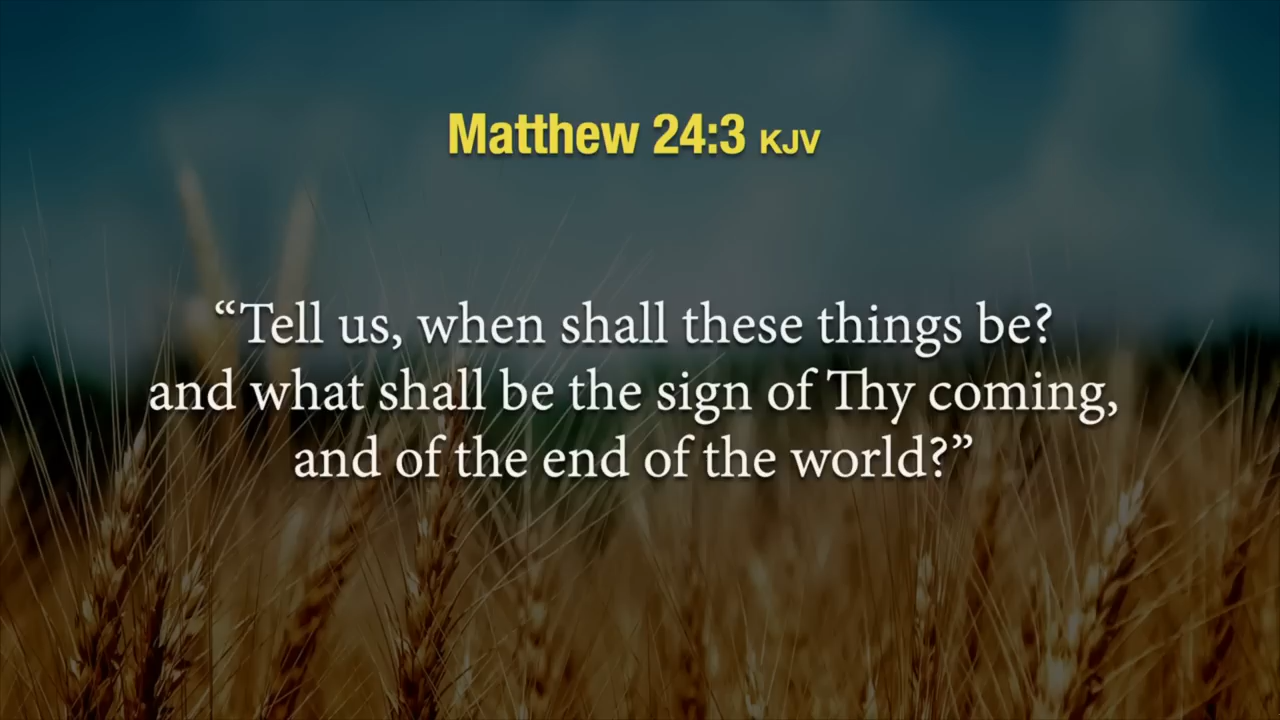 Matthew 24:3 KJV
“Tell us, when shall these things be?
and what shall be the sign of Thy coming,
and of the end of the world?”